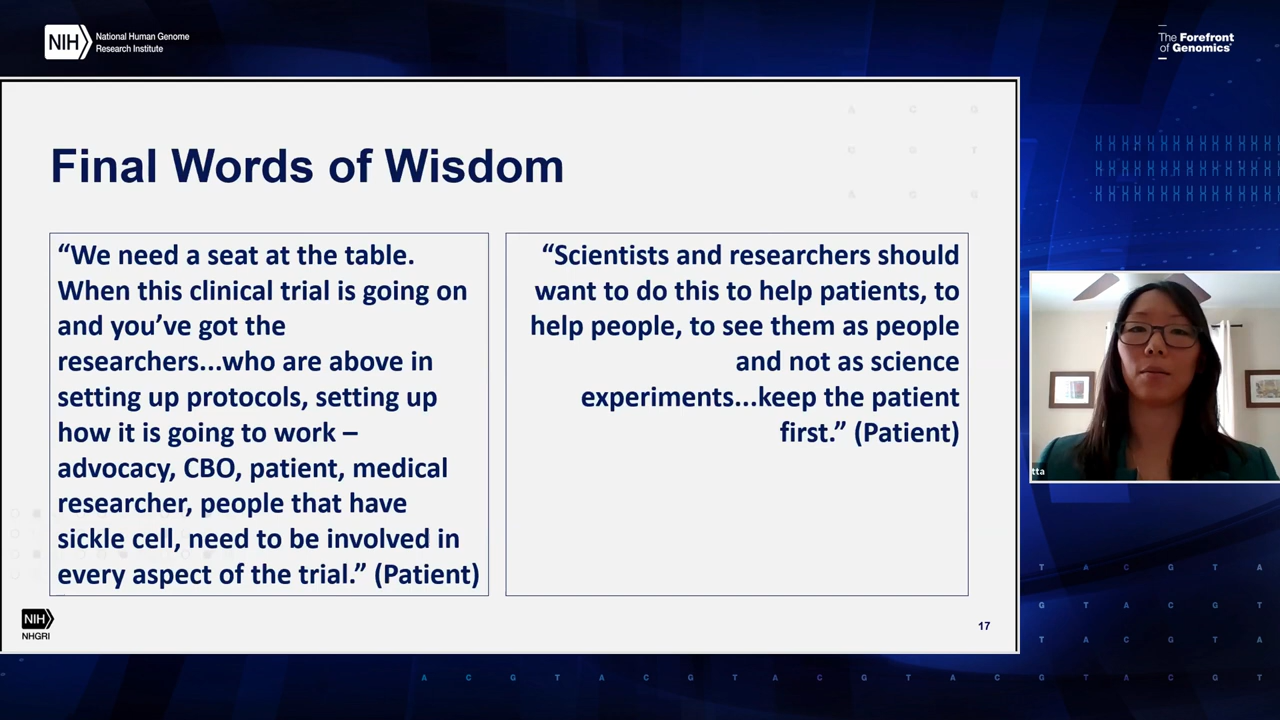 NIH
National Human Genome
Research Institute
The Forefront
of Genomics®
Final Words of Wisdom
“We need a seat at the table.
When this clinical trial is going on
and you’ve got the
researchers...who are above in
setting up protocols, setting up
how it is going to work –
advocacy, CBO, patient, medical
researcher, people that have
sickle cell, need to be involved in
every aspect of the trial.” (Patient)
“Scientists and researchers should
want to do this to help patients, to
help people, to see them as people
and not as science
experiments...keep the patient
first.” (Patient)
tta
NIH
NHGRI
17
T A C G T A
G T A C G T
T A C G T A
A C G T A C G T A C G T A C G T A C G T